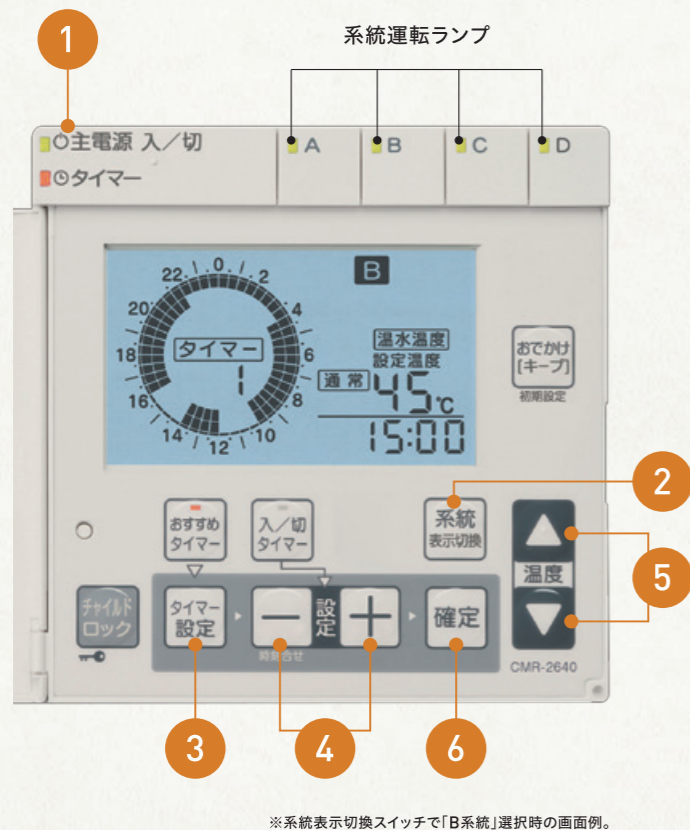 1
系統運転ランプ
主電源 入／切
A
B
C
D
タイマー
B
0
2
4
6
8
10
12
14
16
18
20
22
タイマー
1
温水温度
設定温度
通常
45℃
15:00
おでかけ
[キープ]
初期設定
2
おすすめ
タイマー
入／切
タイマー
系統
表示切換
温度
5
チャイルド
ロック
タイマー
設定
−
設定
＋
確定
時刻合せ
CMR-2640
3
4
6
※系統表示切換スイッチで「B系統」選択時の画面例。